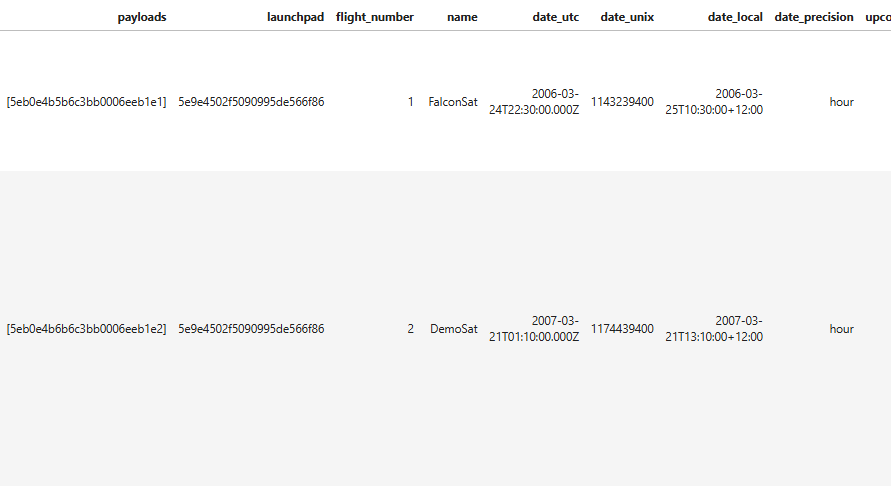 payloads launchpad flight_number name date_utc date_unix date_local date_precision upco
2006-03- 2006-03-
[5eb0e4b5b6c3bb0006eeb1e1] 5e9e4502f5090995de566f86 1 FalconSat 1143239400 hour
24T22:30:00.000Z 25T10:30:00+12:00
2007-03- 2007-03-
[5eb0e4b6b6c3bb0006eeb1e2] 5e9e4502f5090995de566f86 2 DemoSat 1174439400 hour
21T01:10:00.000Z 21T13:10:00+12:00